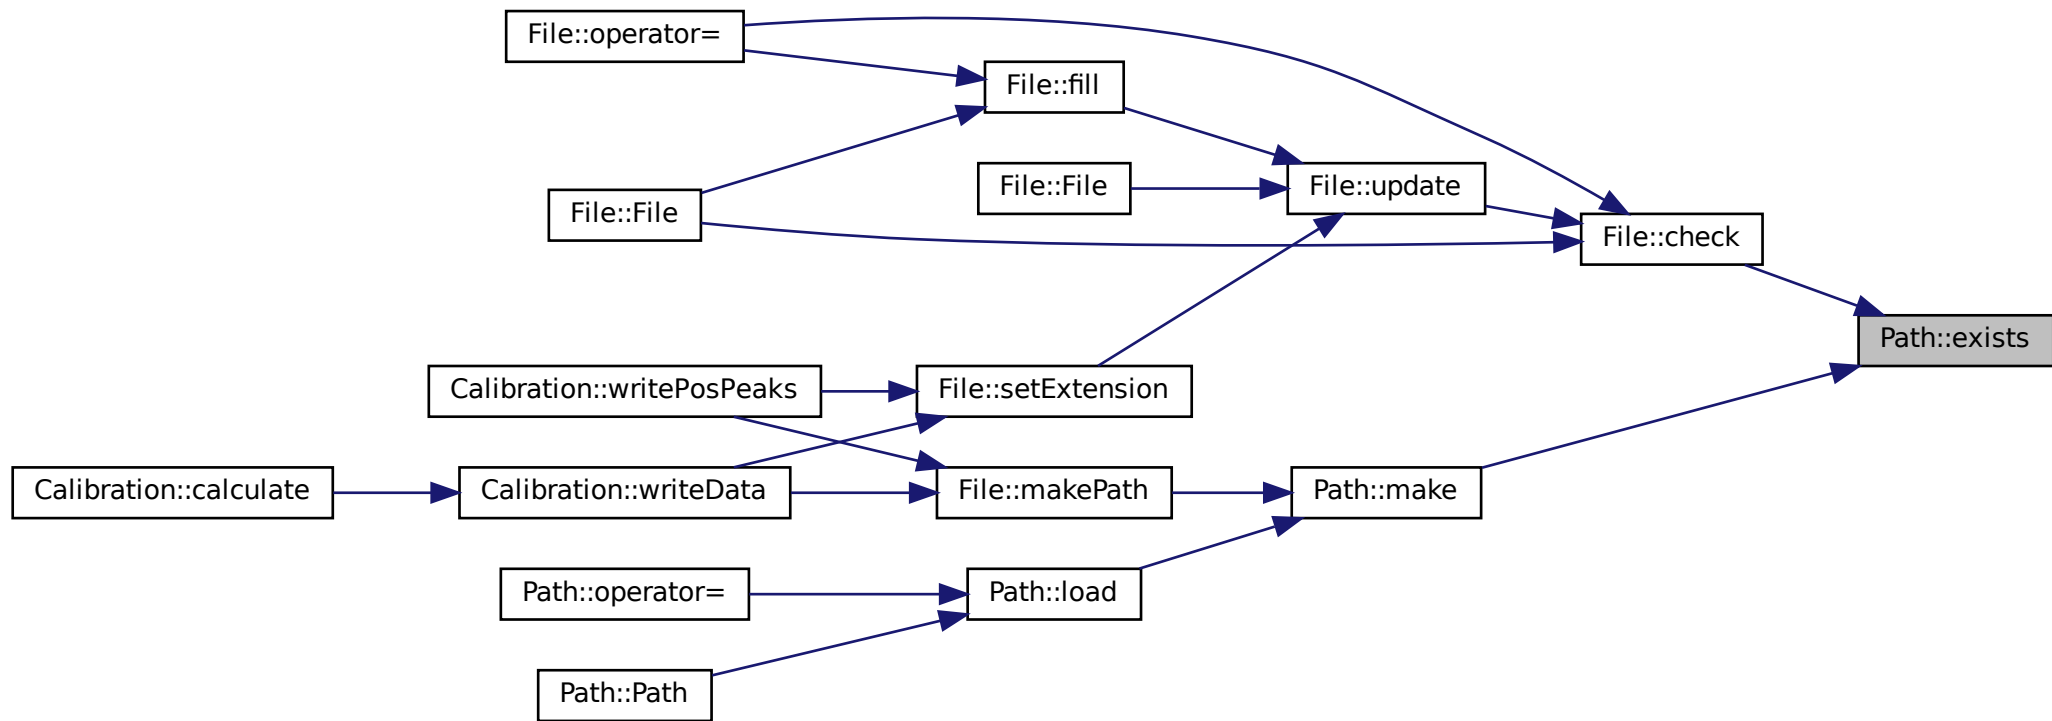 File::operator=
File::fill
File::File
File::update
File::File
File::check
Path::exists
Calibration::writePosPeaks
File::setExtension
Calibration::calculate
Calibration::writeData
File::makePath
Path::make
Path::operator=
Path::load
Path::Path